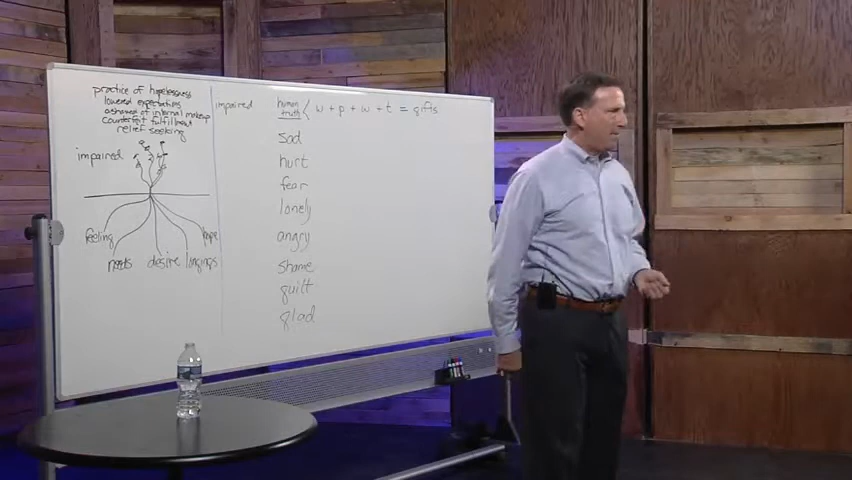 practice of hopelessness
lowered expectations
ashamed of internal makeup
counterfeit fulfillment
relief seeking
impaired
feeling
needs
desire
longings
hope
impaired
human
truth < w + p + w + t = gifts
sad
hurt
fear
lonely
angry
shame
guilt
glad